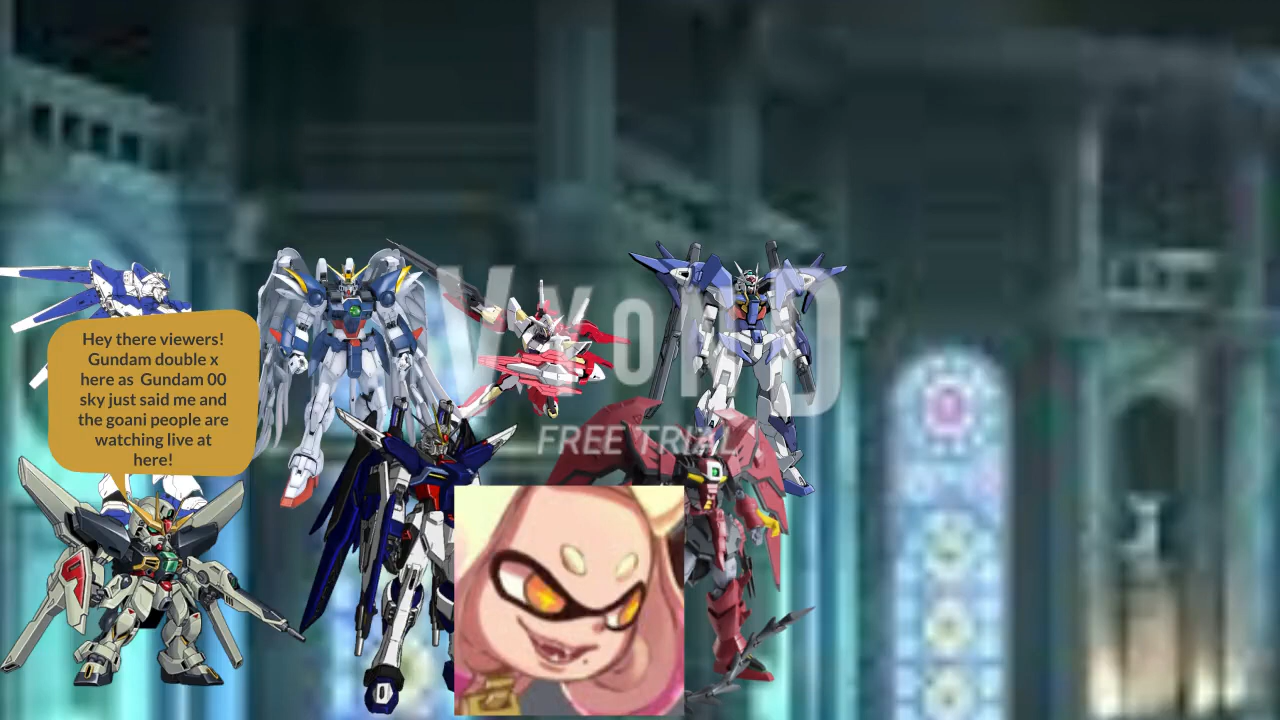 Hey there viewers!
Gundam double x
here as  Gundam 00
sky just said me and
the goani people are
watching live at
here!
VYOND
FREE TRIAL